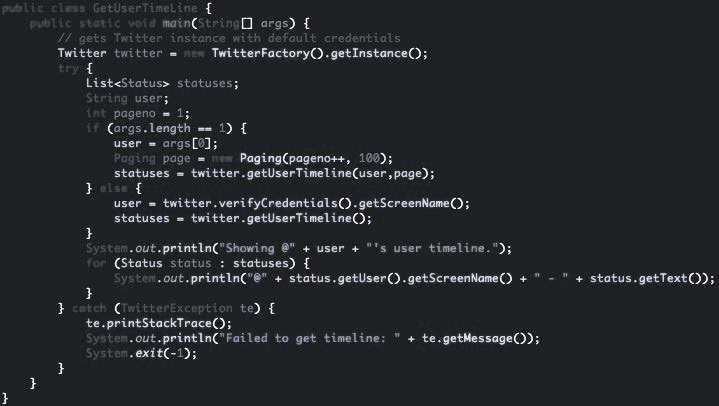 public class GetUserTimeLine {
    public static void main(String[] args) {
        // gets Twitter instance with default credentials
        Twitter twitter = new TwitterFactory().getInstance();
        try {
            List<Status> statuses;
            String user;
            int pageno = 1;
            if (args.length == 1) {
                user = args[0];
                Paging page = new Paging(pageno++, 100);
                statuses = twitter.getUserTimeline(user,page);
            } else {
                user = twitter.verifyCredentials().getScreenName();
                statuses = twitter.getUserTimeline();
            }
            System.out.println("Showing @" + user + "'s user timeline.");
            for (Status status : statuses) {
                System.out.println("@" + status.getUser().getScreenName() + " - " + status.getText());
            }
        } catch (TwitterException te) {
            te.printStackTrace();
            System.out.println("Failed to get timeline: " + te.getMessage());
            System.exit(-1);
        }
    }
}